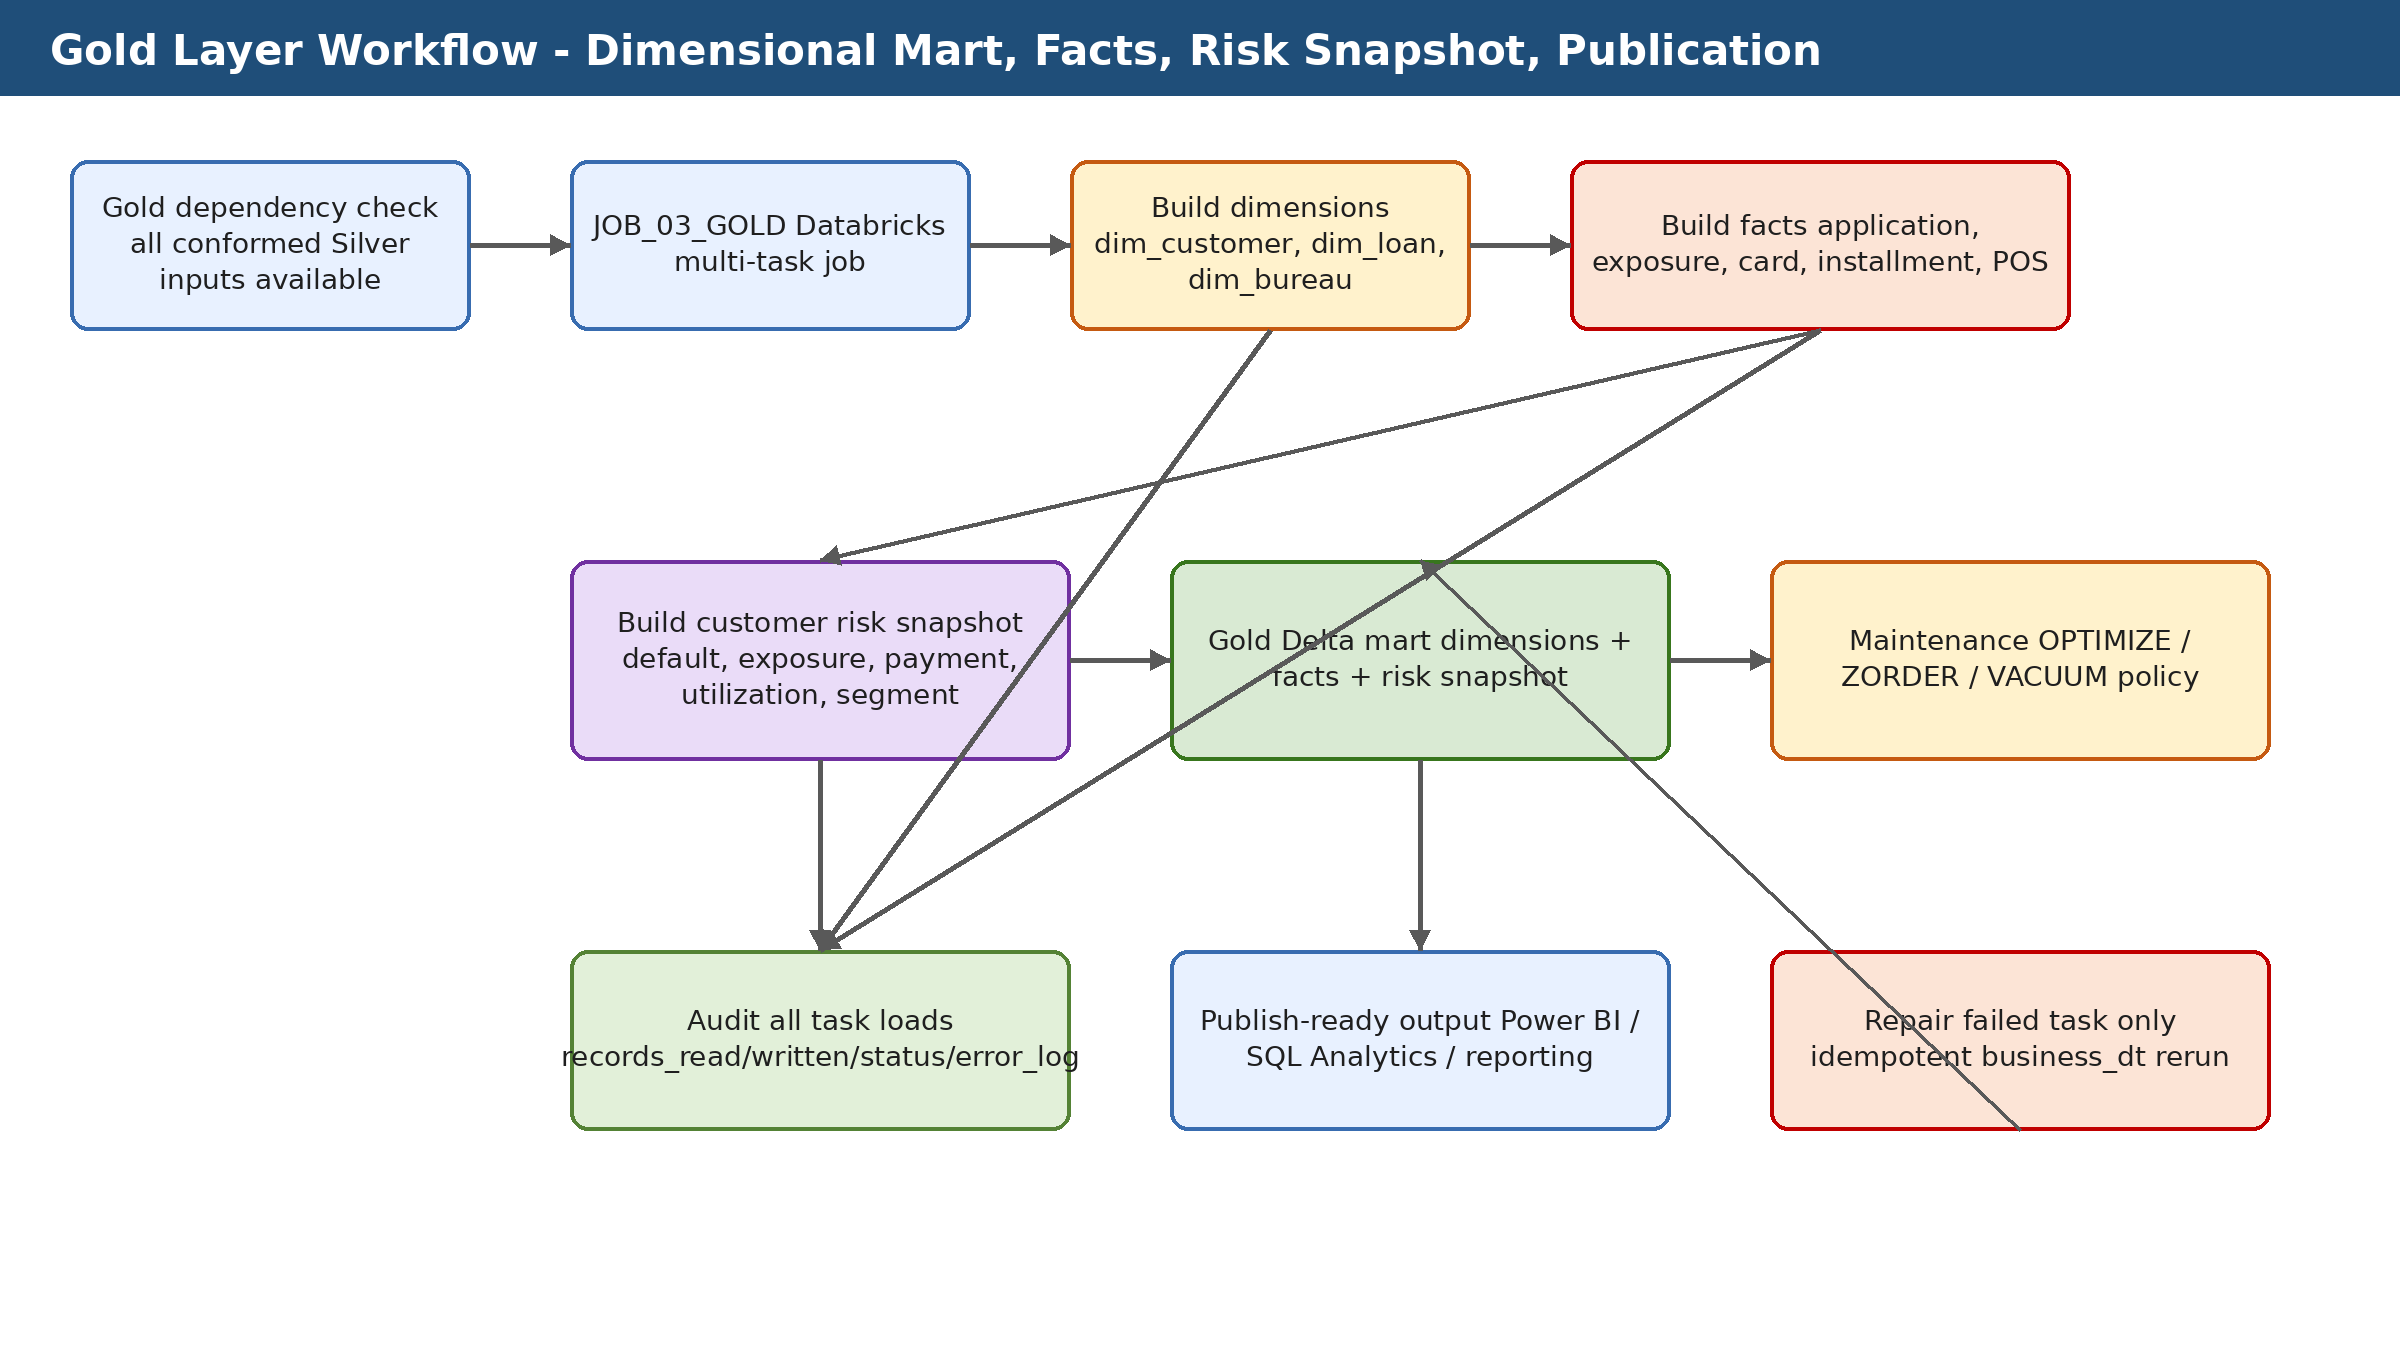 Gold Layer Workflow - Dimensional Mart, Facts, Risk Snapshot, Publication
Gold dependency check
all conformed Silver
inputs available
JOB_03_GOLD Databricks
multi-task job
Build dimensions
dim_customer, dim_loan,
dim_bureau
Build facts application,
exposure, card, installment, POS
Build customer risk snapshot
default, exposure, payment,
utilization, segment
Gold Delta mart dimensions +
facts + risk snapshot
Maintenance OPTIMIZE /
ZORDER / VACUUM policy
Audit all task loads
records_read/written/status/error_log
Publish-ready output Power BI /
SQL Analytics / reporting
Repair failed task only
idempotent business_dt rerun